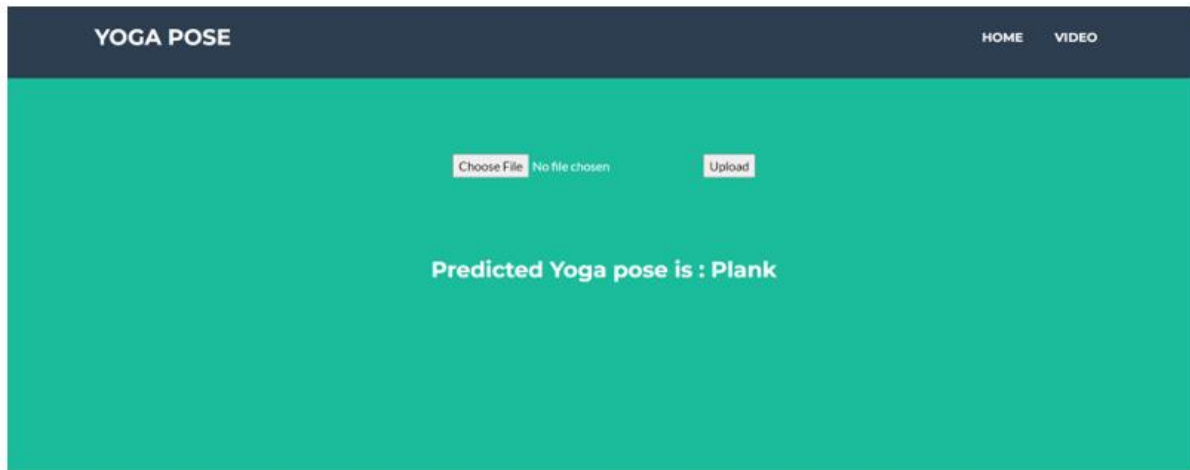 YOGA POSE HOME VIDEO
Choose File No file chosen Upload
Predicted Yoga pose is : Plank